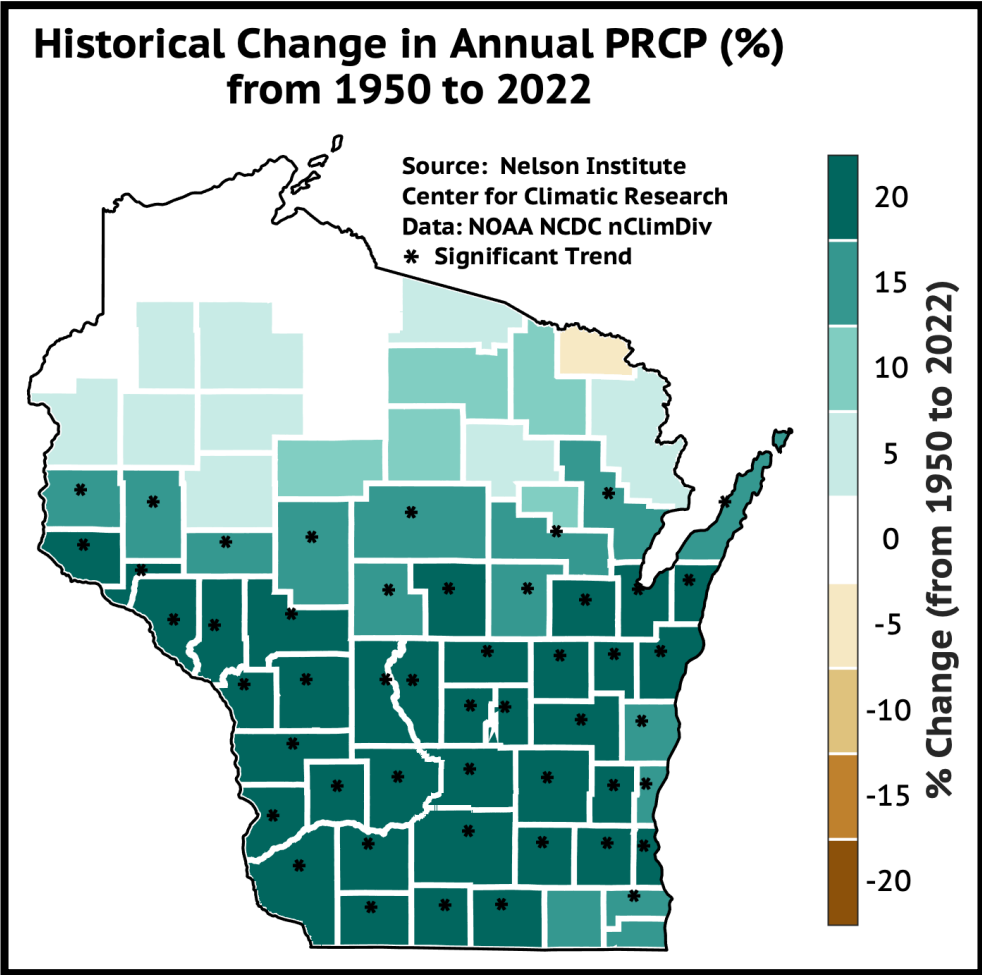 Historical Change in Annual PRCP (%)
from 1950 to 2022
Source:  Nelson Institute
Center for Climatic Research
Data: NOAA NCDC nClimDiv
* Significant Trend
20
15
10
5
0
-5
-10
-15
-20
% Change (from 1950 to 2022)